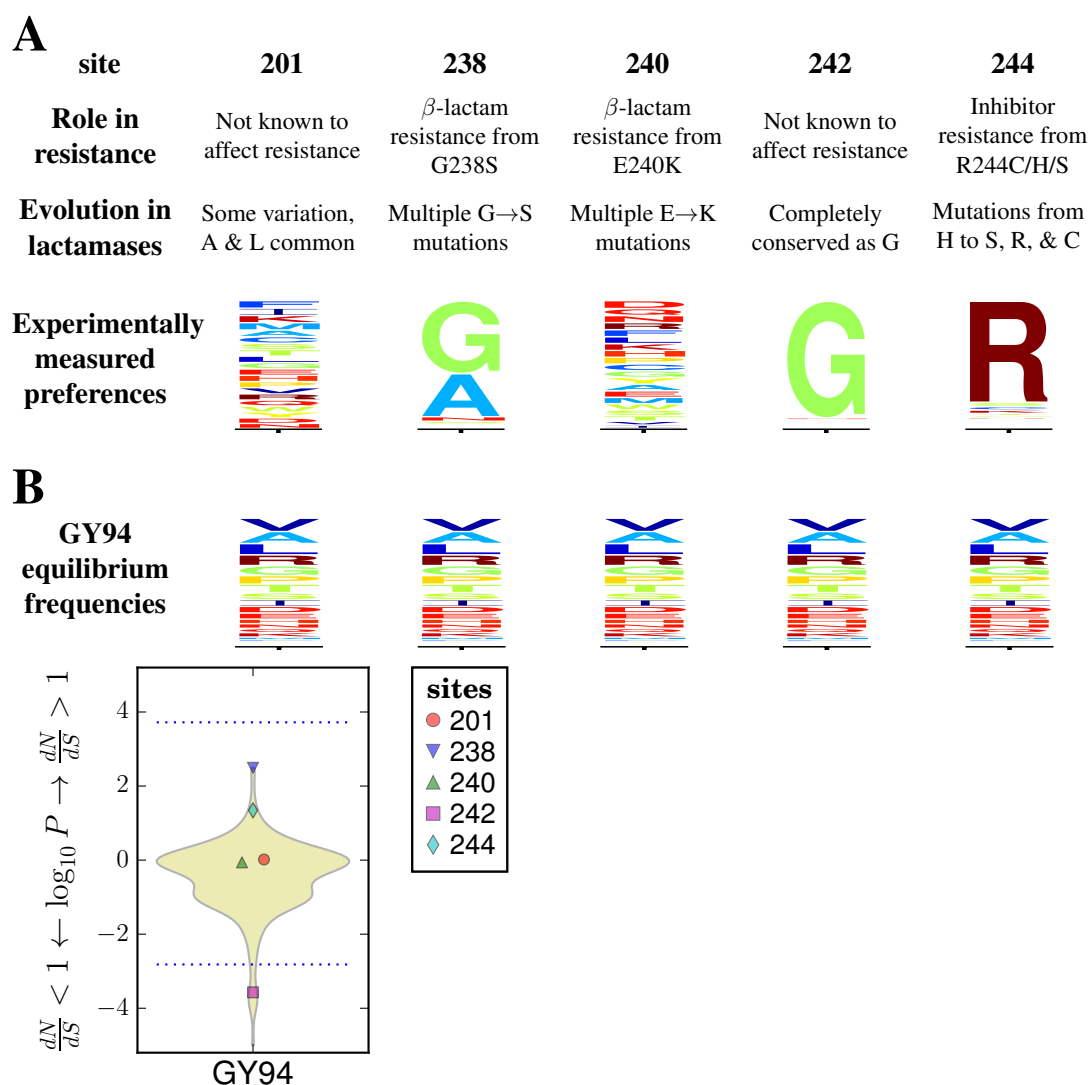 A
site 201 238 240 242 244
Role in resistance
Not known to affect resistance
β-lactam resistance from G238S
β-lactam resistance from E240K
Not known to affect resistance
Inhibitor resistance from R244C/H/S
Evolution in lactamases
Some variation, A & L common
Multiple G→S mutations
Multiple E→K mutations
Completely conserved as G
Mutations from H to S, R, & C
Experimentally measured preferences
G
A
G
R
B
GY94 equilibrium frequencies
dN/dS < 1 ← log₁₀ P → dN/dS > 1
4
2
0
−2
−4
GY94
sites
201
238
240
242
244